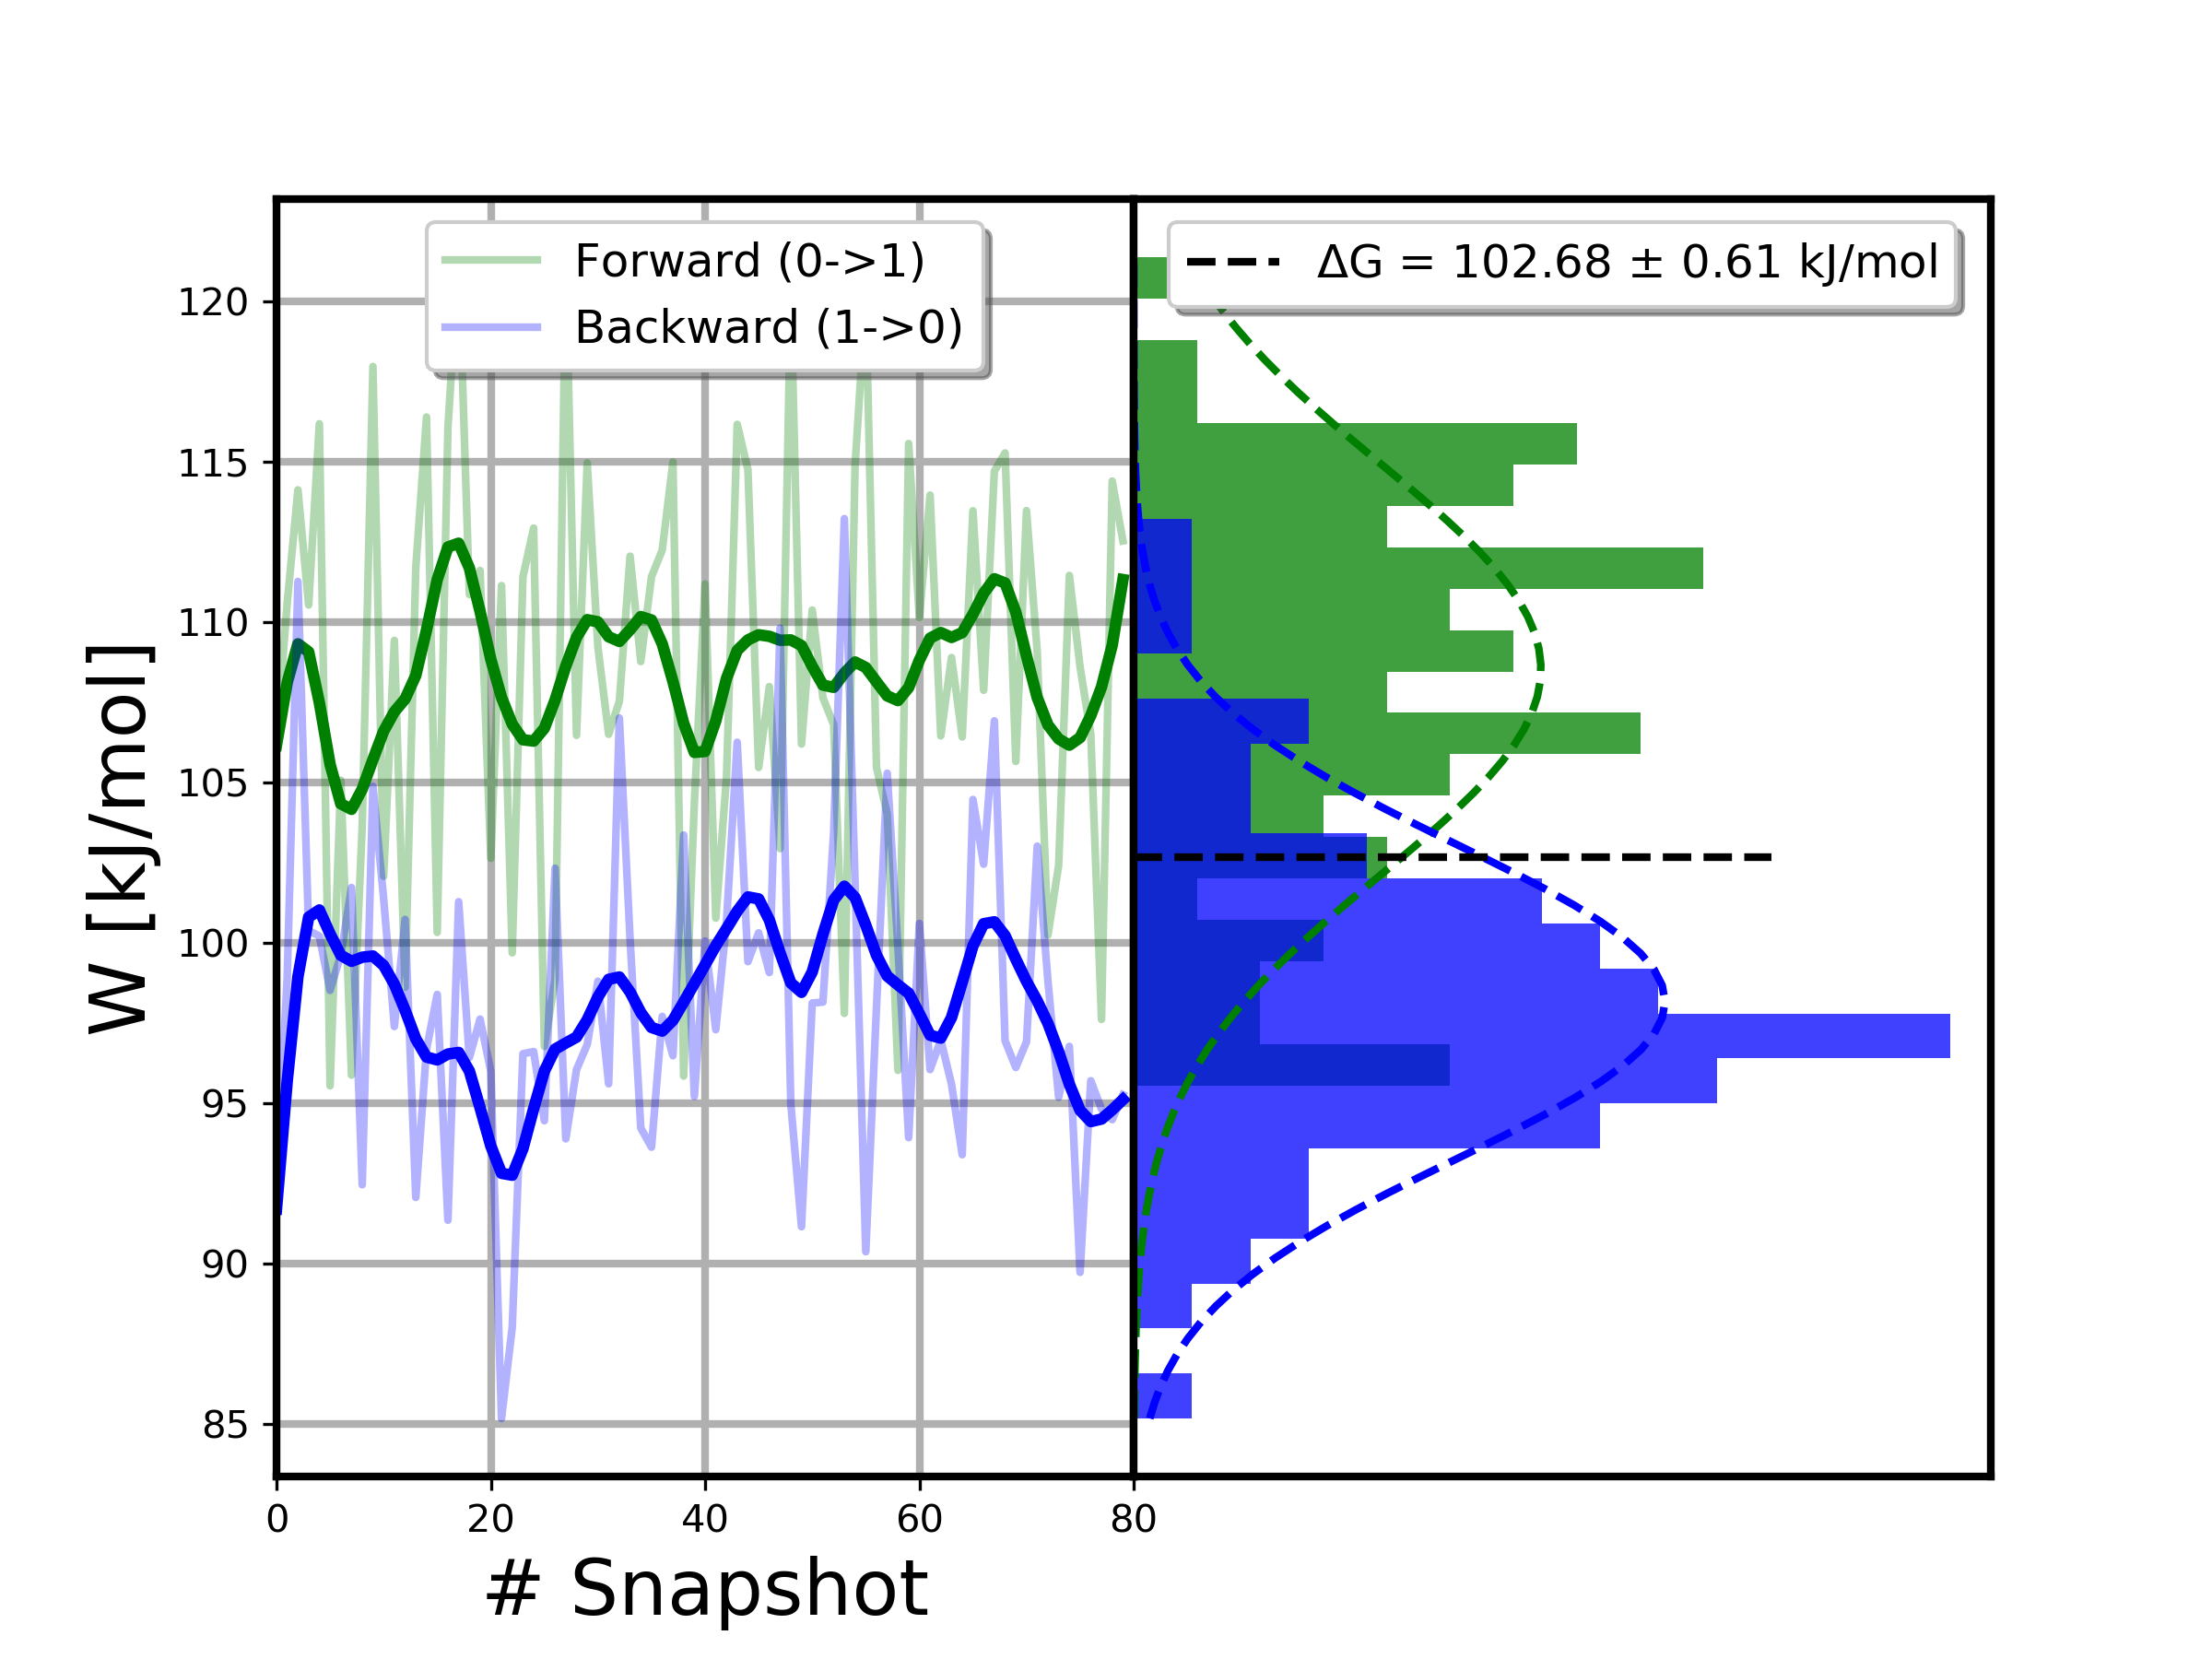 Forward (0->1)
Backward (1->0)
ΔG = 102.68 ± 0.61 kJ/mol
W [kJ/mol]
120
115
110
105
100
95
90
85
0 20 40 60 80
# Snapshot